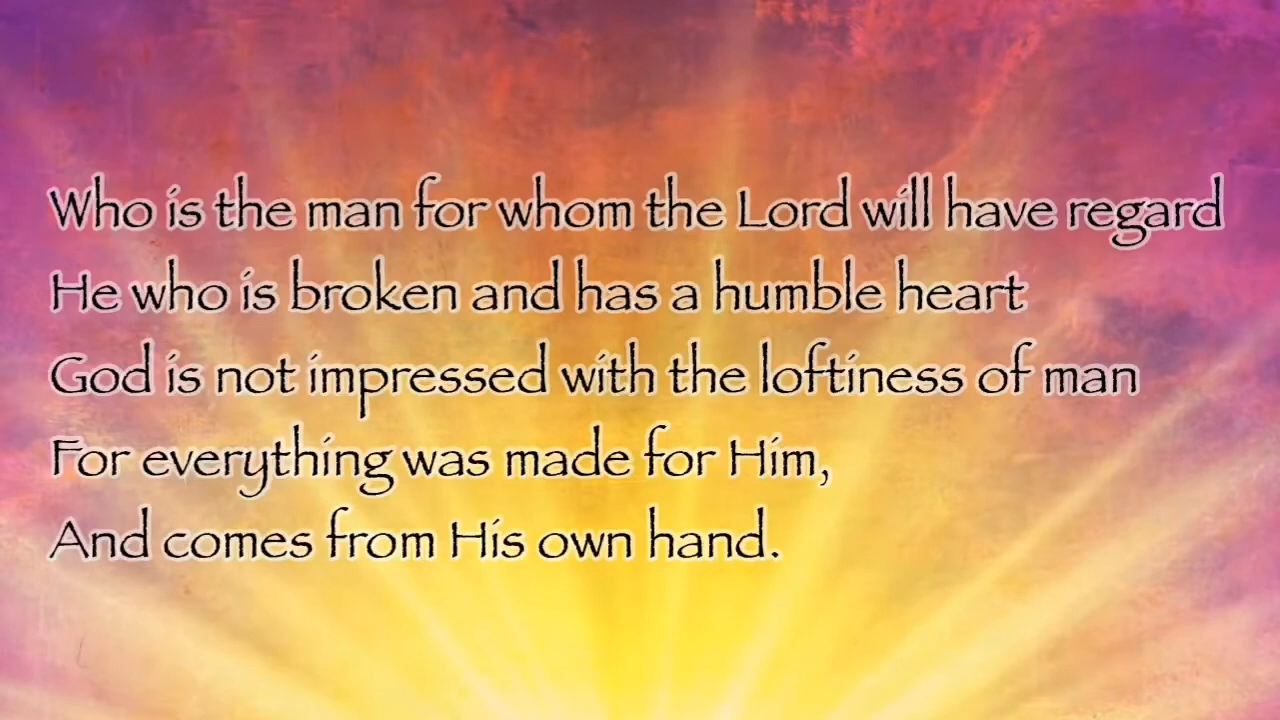 Who is the man for whom the Lord will have regard
He who is broken and has a humble heart
God is not impressed with the loftiness of man
For everything was made for Him,
And comes from His own hand.